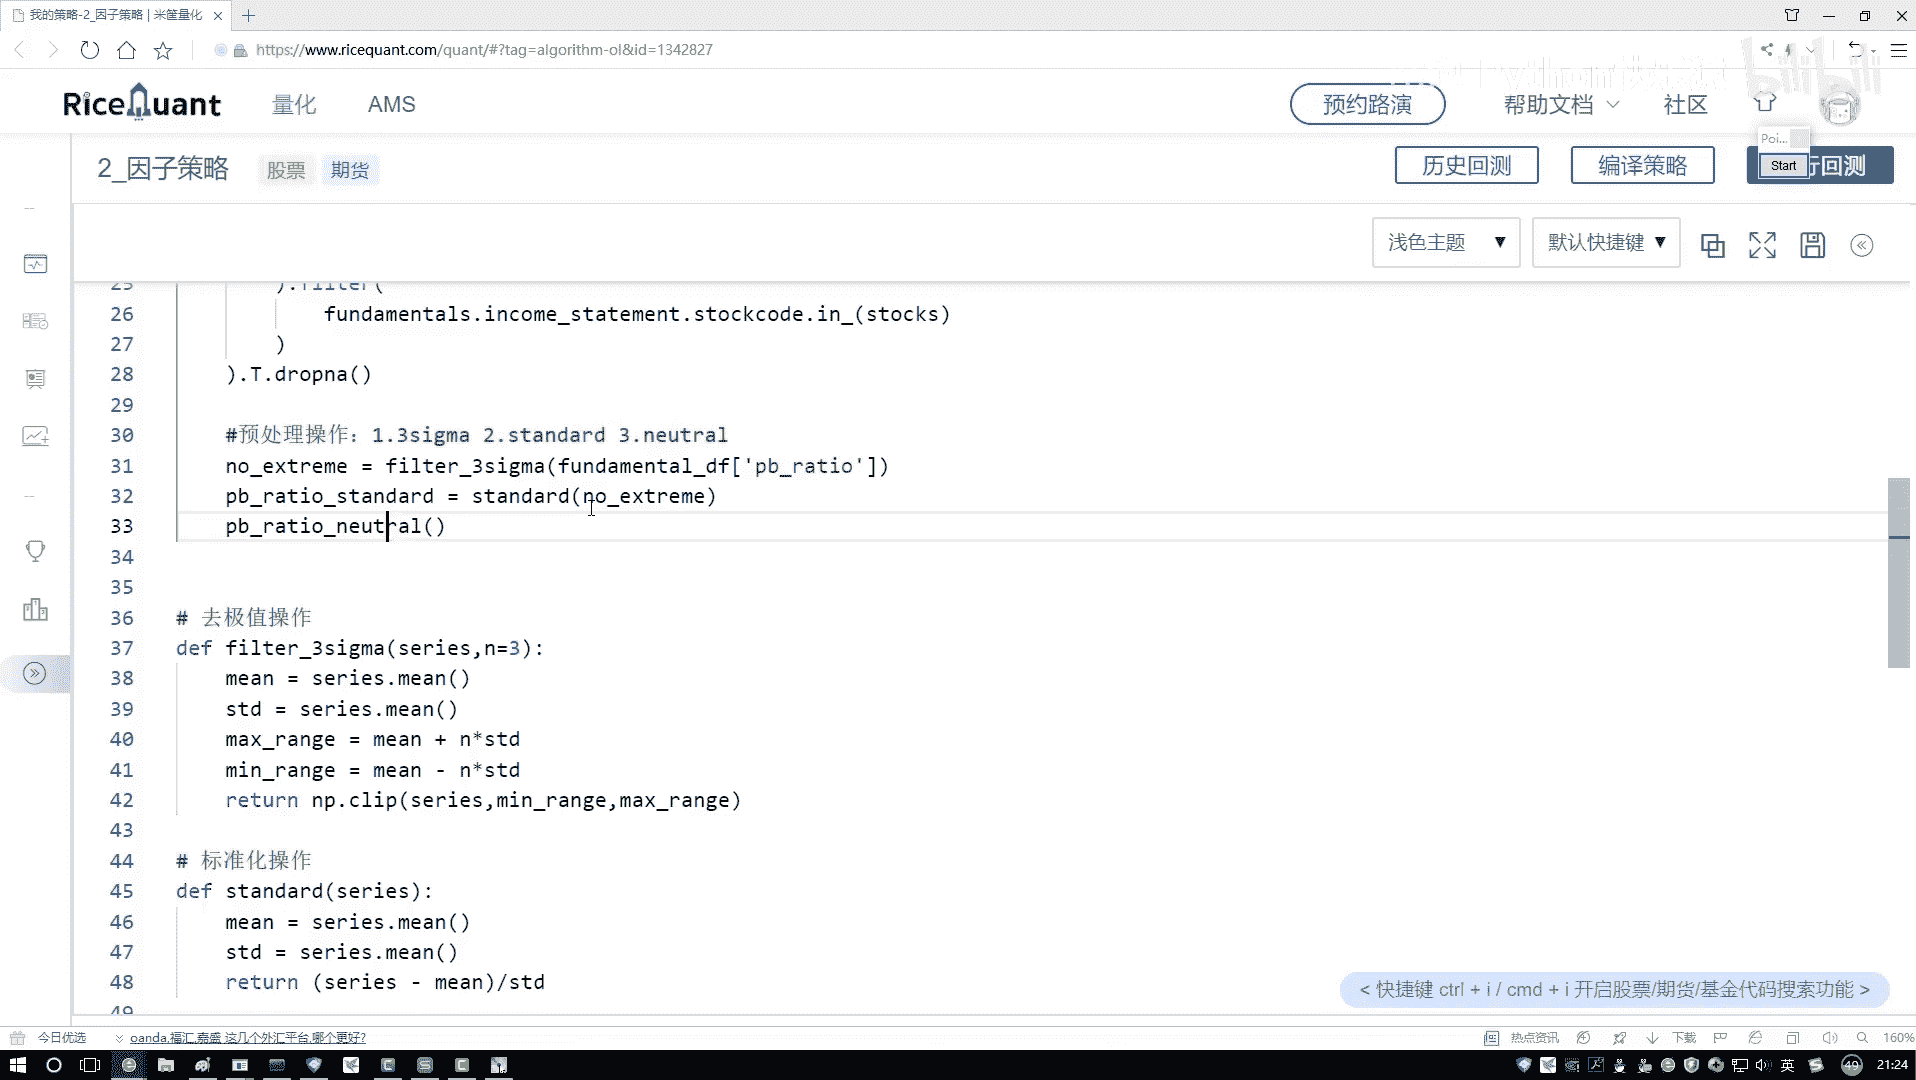 我的策略-2_因子策略 | 米筐量化
https://www.ricequant.com/quant/#?tag=algorithm-ol&id=1342827
bilibili
RiceQuant 量化 AMS 预约路演 帮助文档 社区
Poi...
2_因子策略 股票 期货 历史回测 编译策略 Start 行回测
浅色主题 ▼ 默认快捷键 ▼
25 ).filter(
26 fundamentals.income_statement.stockcode.in_(stocks)
27 )
28 ).T.dropna()
29
30 #预处理操作：1.3sigma 2.standard 3.neutral
31 no_extreme = filter_3sigma(fundamental_df['pb_ratio'])
32 pb_ratio_standard = standard(no_extreme)
33 pb_ratio_neutral()
34
35
36 # 去极值操作
37 def filter_3sigma(series,n=3):
38 mean = series.mean()
39 std = series.mean()
40 max_range = mean + n*std
41 min_range = mean - n*std
42 return np.clip(series,min_range,max_range)
43
44 # 标准化操作
45 def standard(series):
46 mean = series.mean()
47 std = series.mean()
48 return (series - mean)/std
49
< 快捷键 ctrl + i / cmd + i 开启股票/期货/基金代码搜索功能 >
今日优选 oanda,福汇,嘉盛 这几个外汇平台,哪个更好? 热点资讯 下载 160%
英 49 21:24